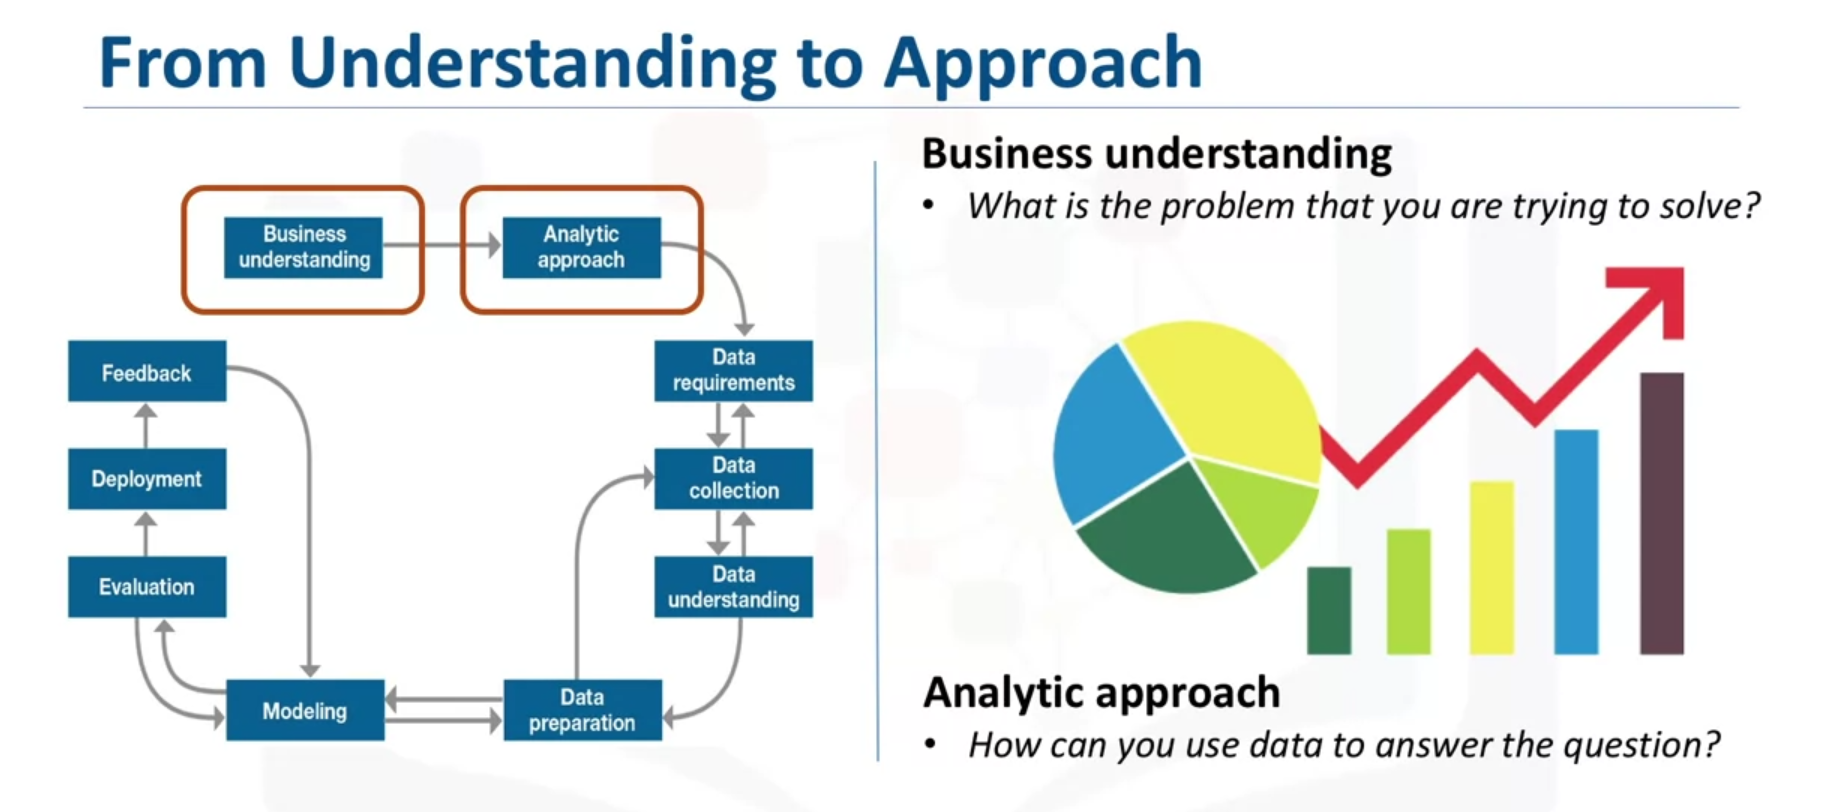 From Understanding to Approach
Business
understanding
Analytic
approach
Data
requirements
Data
collection
Data
understanding
Data
preparation
Modeling
Evaluation
Deployment
Feedback
Business understanding
• What is the problem that you are trying to solve?
Analytic approach
• How can you use data to answer the question?